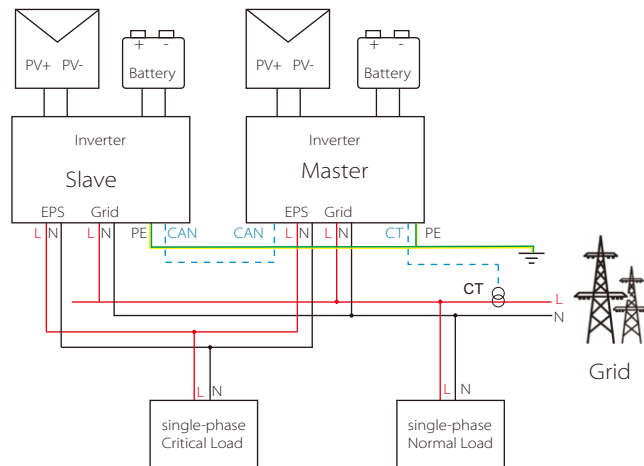 PV+ PV-
+ -
Battery
PV+ PV-
+ -
Battery
Inverter
Slave
EPS Grid
L N L N PE CAN
Inverter
Master
EPS Grid
CAN L N L N CT PE
CT
L
N
Grid
L N
single-phase
Critical Load
L N
single-phase
Normal Load